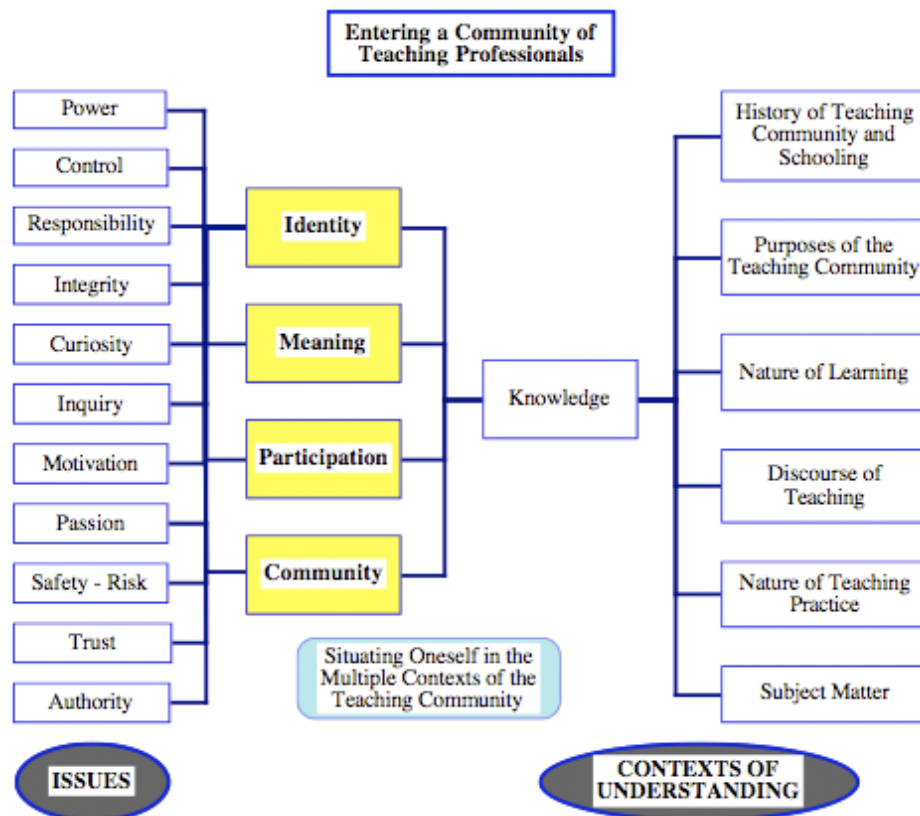 Entering a Community of
Teaching Professionals
Power
Control
Responsibility
Integrity
Curiosity
Inquiry
Motivation
Passion
Safety - Risk
Trust
Authority
Identity
Meaning
Participation
Community
Knowledge
Situating Oneself in the
Multiple Contexts of the
Teaching Community
History of Teaching
Community and
Schooling
Purposes of the
Teaching Community
Nature of Learning
Discourse of
Teaching
Nature of Teaching
Practice
Subject Matter
ISSUES
CONTEXTS OF
UNDERSTANDING